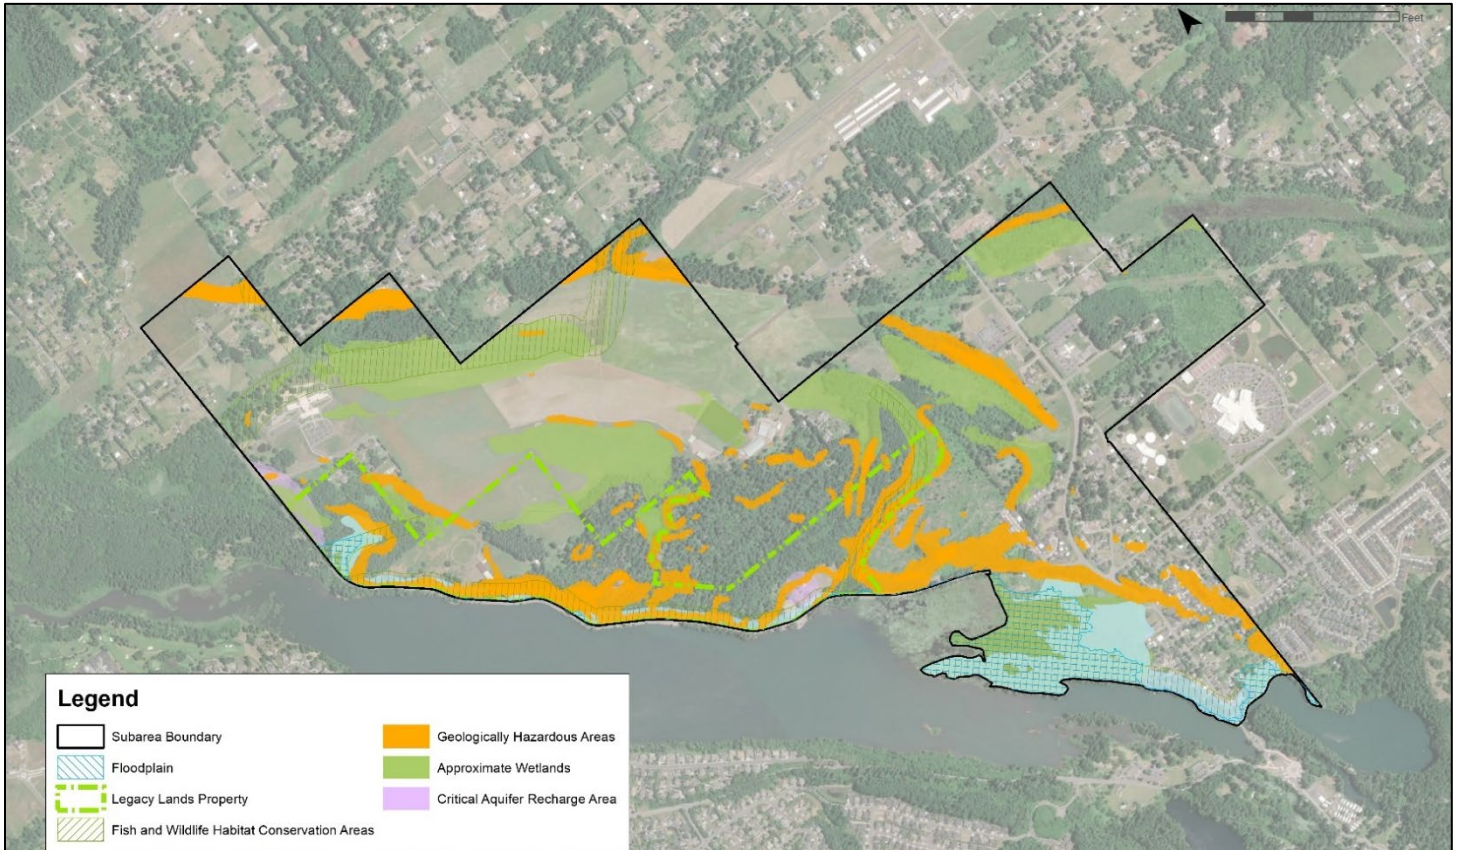 Feet
Legend
Subarea Boundary
Floodplain
Legacy Lands Property
Fish and Wildlife Habitat Conservation Areas
Geologically Hazardous Areas
Approximate Wetlands
Critical Aquifer Recharge Area